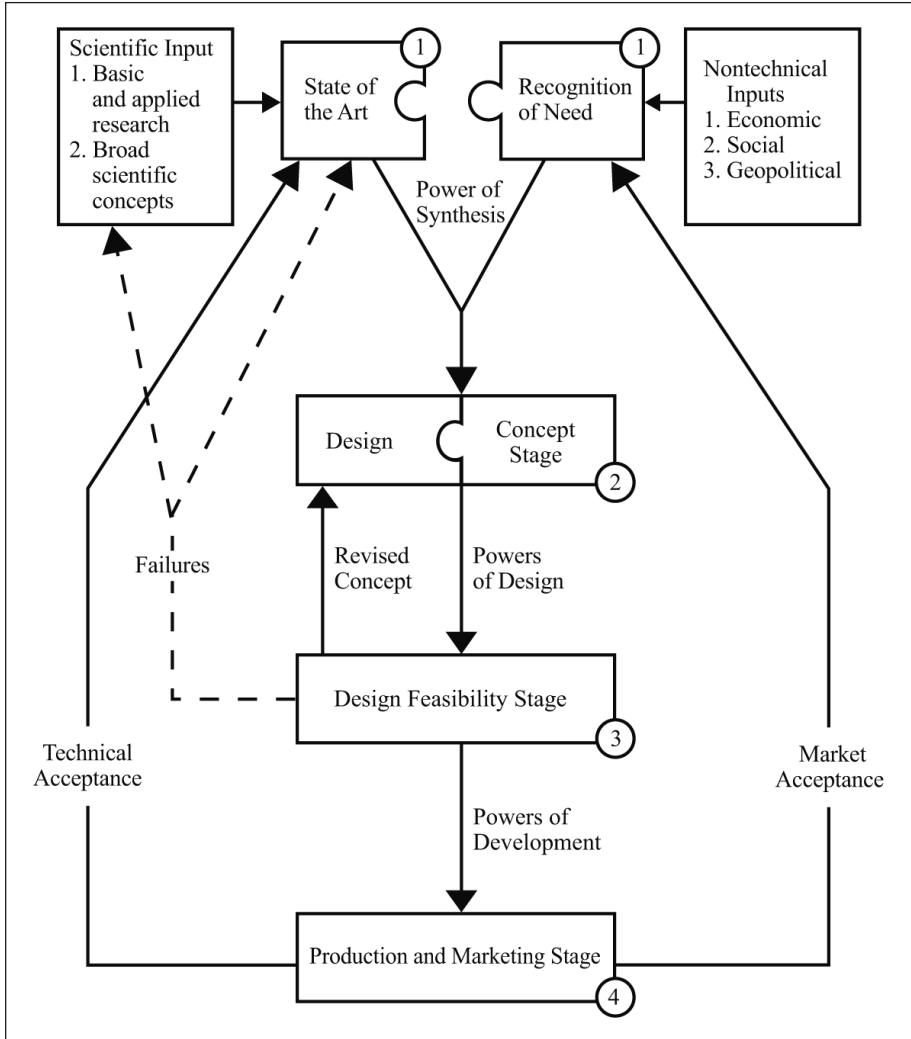 Scientific Input
1. Basic
and applied
research
2. Broad
scientific
concepts
1
State of
the Art
1
Recognition
of Need
Nontechnical
Inputs
1. Economic
2. Social
3. Geopolitical
Power of
Synthesis
Design
Concept
Stage
2
Failures
Revised
Concept
Powers
of Design
Design Feasibility Stage
3
Technical
Acceptance
Market
Acceptance
Powers of
Development
Production and Marketing Stage
4